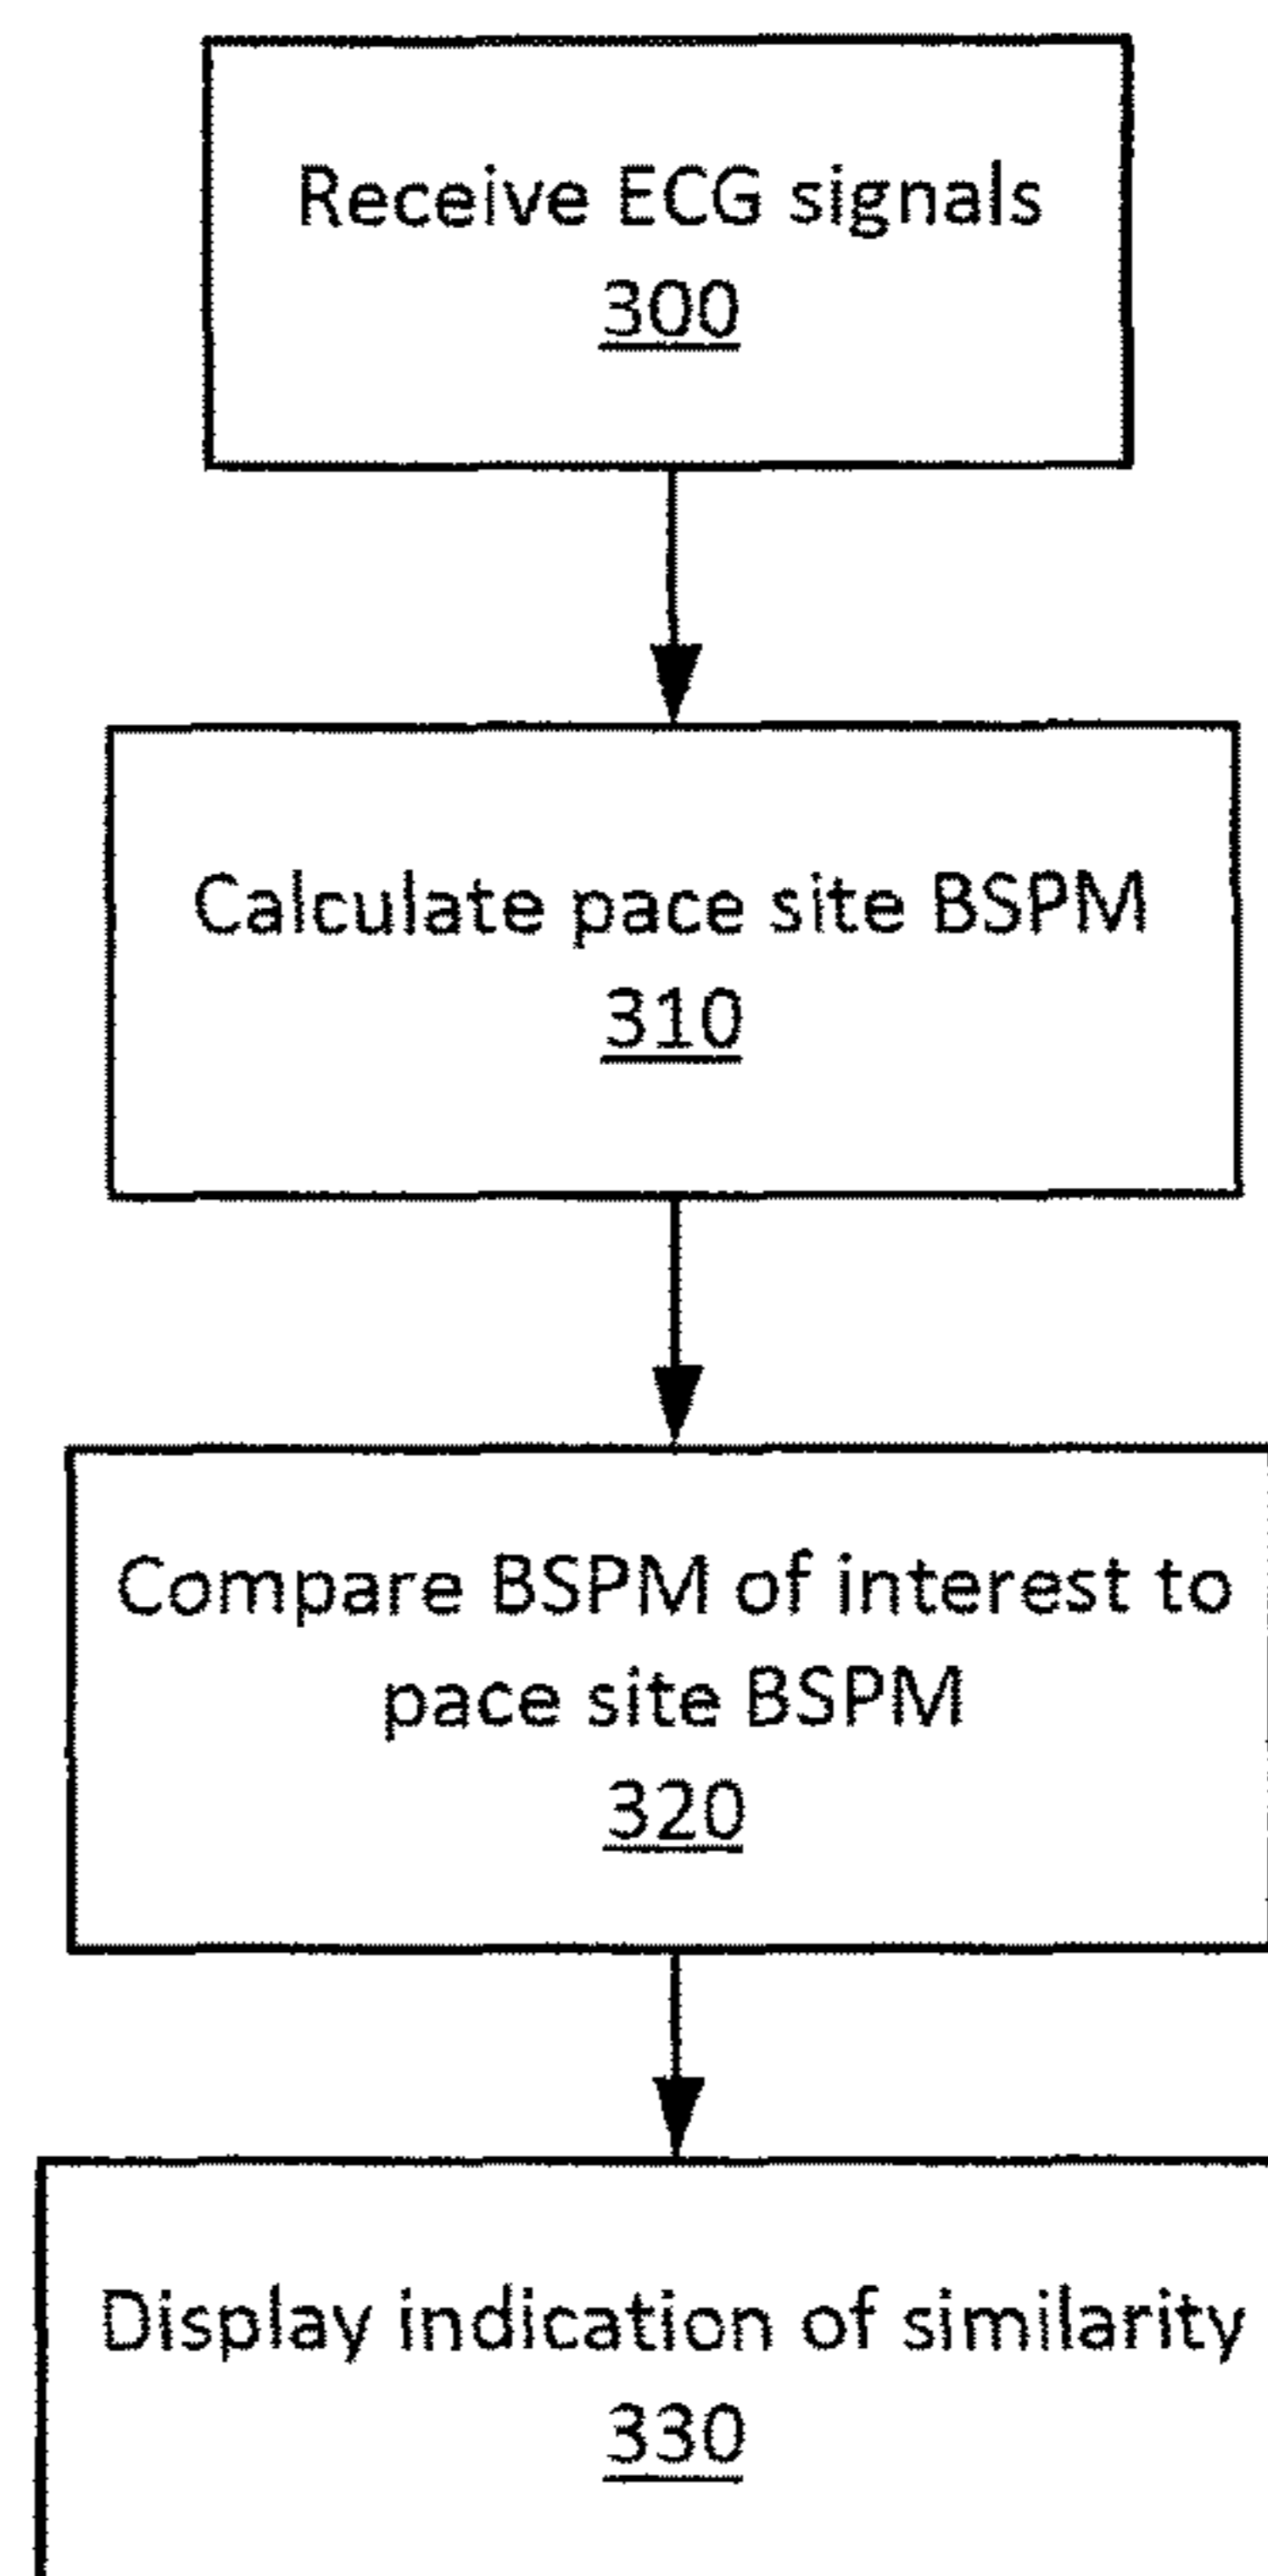 Receive ECG signals
300
Calculate pace site BSPM
310
Compare BSPM of interest to
pace site BSPM
320
Display indication of similarity
330